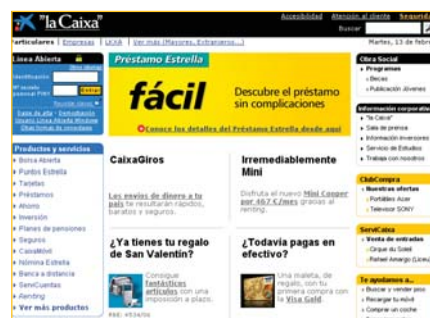 "la Caixa"
Accesibilidad Atención al cliente Segurida
Buscar
Particulares | Empresas | LKXA | Ver más (Mayores, Extranjeros...)
Martes, 13 de febre
Línea Abierta
Identificación
Entrar
Préstamo Estrella
fácil
Descubre el préstamo
sin complicaciones
Conoce los detalles del Préstamo Estrella desde aquí
Productos y servicios
Bolsa Abierta
Puntos Estrella
Tarjetas
Préstamos
Ahorro
Inversión
Planes de pensiones
Seguros
CaixaMóvil
Nómina Estrella
Banca a distancia
ServiCuentas
Renting
Ver más productos
CaixaGiros
Los envíos de dinero a tu
país te resultarán rápidos,
baratos y seguros.
Irremediablemente
Mini
Disfruta el nuevo Mini Cooper
por 467 €/mes gracias al
renting.
¿Ya tienes tu regalo
de San Valentín?
Consigue
fantásticos
artículos con una
imposición a plazo.
¿Todavía pagas en
efectivo?
Una maleta, de
regalo, con tu
primera compra con
la Visa Gold.
Obra Social
Programas
Becas
Publicación Jóvenes
Información corporativa
"la Caixa"
Sala de prensa
Información inversores
Servicio de Estudios
Trabaja con nosotros
ClubCompra
Nuestras ofertas
Portátiles Acer
Televisor SONY
ServiCaixa
Venta de entradas
Cirque du Soleil
Rafael Amargo (Liceu
Te ayudamos a...
Buscar y vender piso
Recargar tu móvil
Comprar un coche